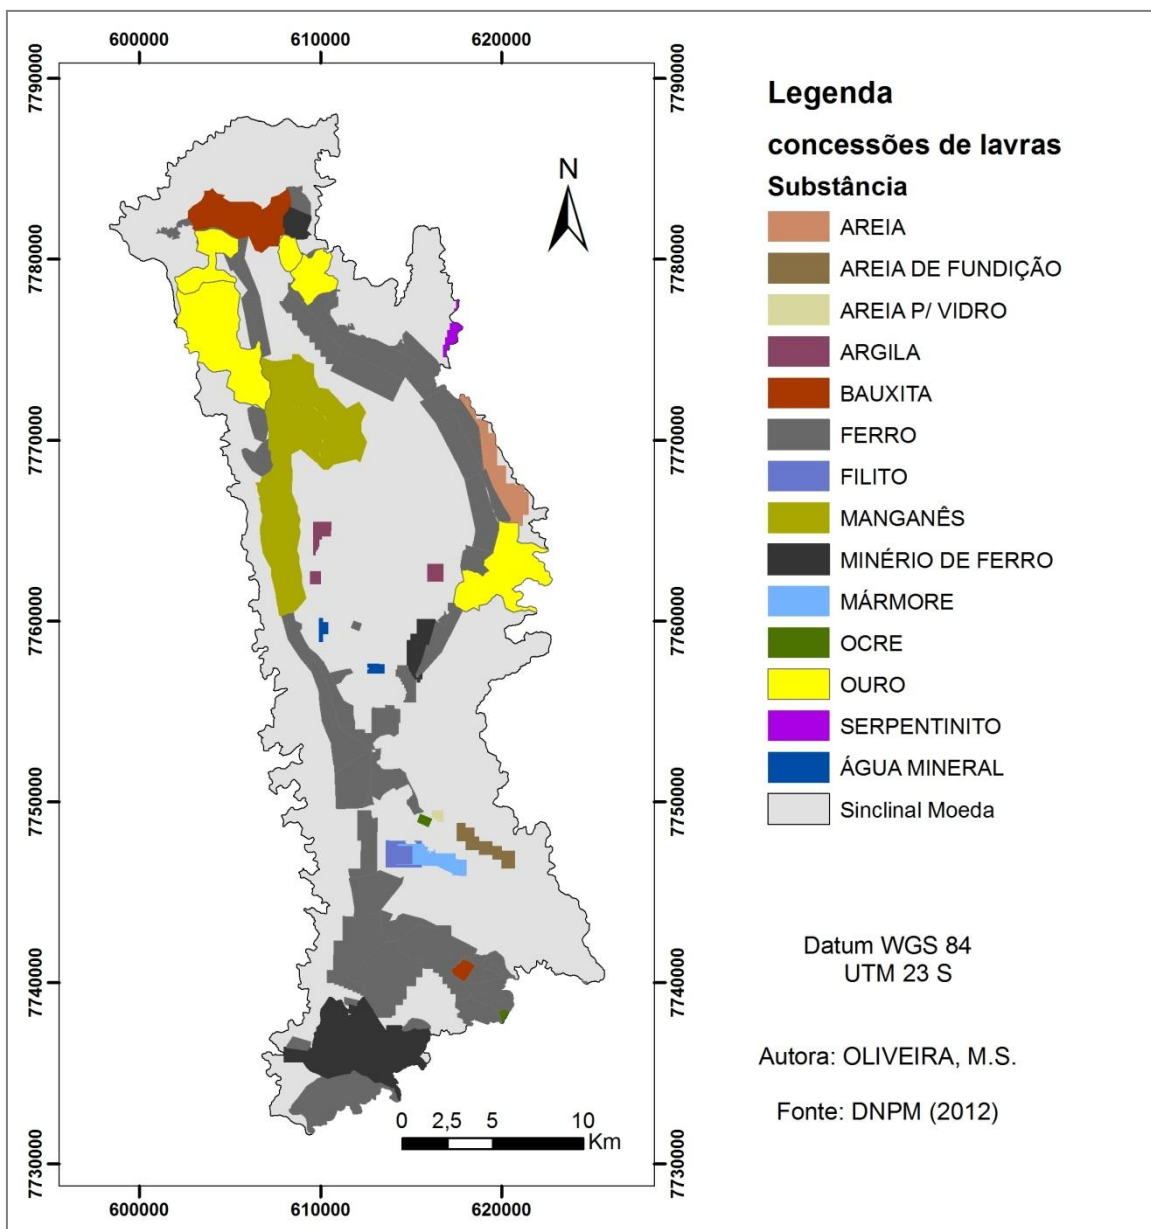 600000 610000 620000
7790000 7790000
7780000 7780000
7770000 7770000
7760000 7760000
7750000 7750000
7740000 7740000
7730000 7730000
N
0 2,5 5 10
Km
600000 610000 620000
Legenda
concessões de lavras
Substância
AREIA
AREIA DE FUNDIÇÃO
AREIA P/ VIDRO
ARGILA
BAUXITA
FERRO
FILITO
MANGANÊS
MINÉRIO DE FERRO
MÁRMORE
OCRE
OURO
SERPENTINITO
ÁGUA MINERAL
Sinclinal Moeda
Datum WGS 84
UTM 23 S
Autora: OLIVEIRA, M.S.
Fonte: DNPM (2012)